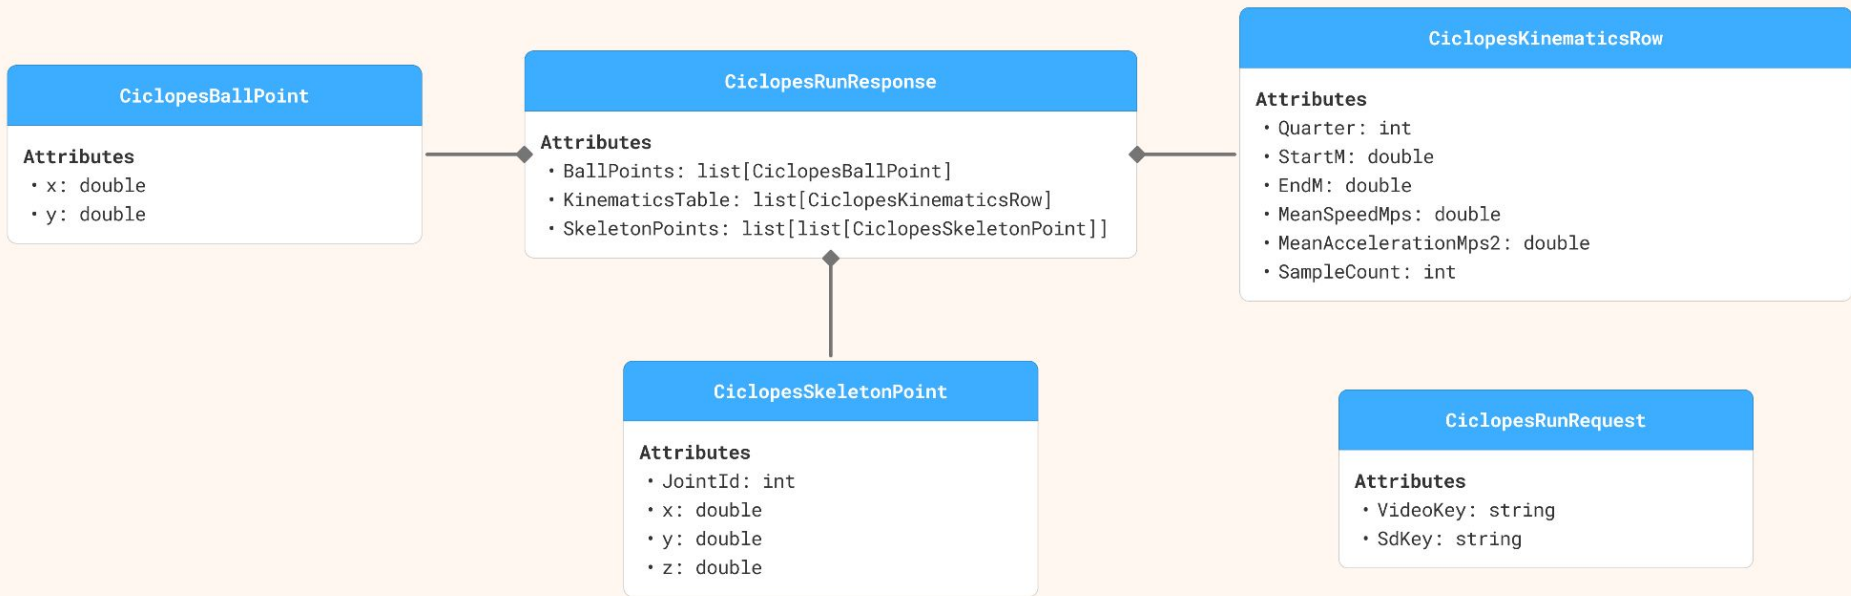 CiclopesBallPoint
Attributes
• x: double
• y: double
CiclopesRunResponse
Attributes
• BallPoints: list[CiclopesBallPoint]
• KinematicsTable: list[CiclopesKinematicsRow]
• SkeletonPoints: list[list[CiclopesSkeletonPoint]]
CiclopesKinematicsRow
Attributes
• Quarter: int
• StartM: double
• EndM: double
• MeanSpeedMps: double
• MeanAccelerationMps2: double
• SampleCount: int
CiclopesSkeletonPoint
Attributes
• JointId: int
• x: double
• y: double
• z: double
CiclopesRunRequest
Attributes
• VideoKey: string
• SdKey: string